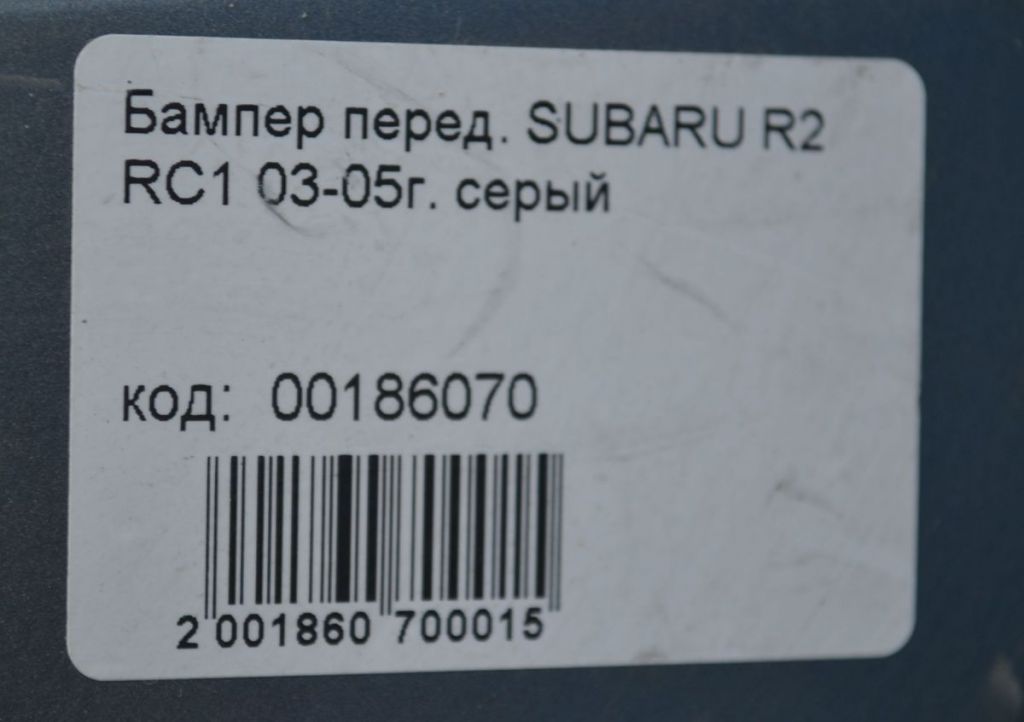 Бампер перед. SUBARU R2
RC1 03-05г. серый
код: 00186070
2 001860 700015